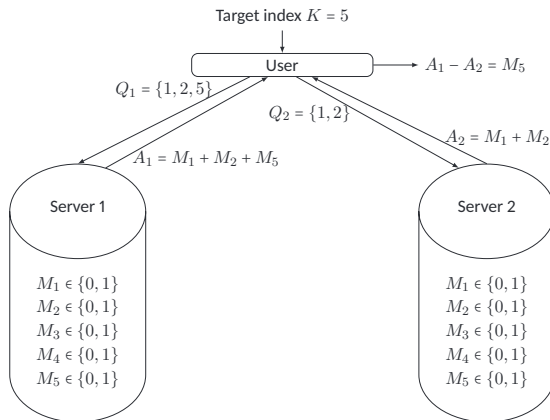 Target index K = 5
User
A₁ − A₂ = M₅
Q₁ = {1, 2, 5}
Q₂ = {1, 2}
A₂ = M₁ + M₂
A₁ = M₁ + M₂ + M₅
Server 1
Server 2
M₁ ∈ {0, 1}
M₂ ∈ {0, 1}
M₃ ∈ {0, 1}
M₄ ∈ {0, 1}
M₅ ∈ {0, 1}
M₁ ∈ {0, 1}
M₂ ∈ {0, 1}
M₃ ∈ {0, 1}
M₄ ∈ {0, 1}
M₅ ∈ {0, 1}